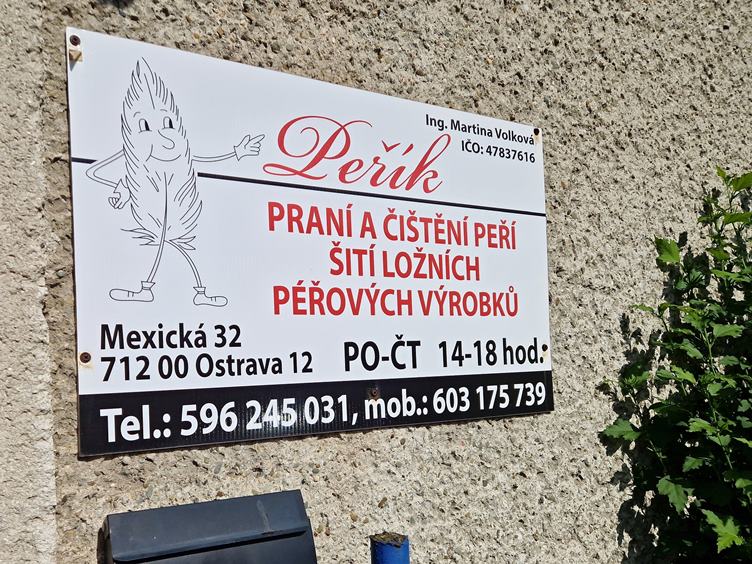 Ing. Martina Volková
IČO: 47837616
Peřík
PRANÍ A ČIŠTĚNÍ PEŘÍ
ŠITÍ LOŽNÍCH
PÉŘOVÝCH VÝROBKŮ
Mexická 32
712 00 Ostrava 12
PO-ČT 14-18 hod.
Tel.: 596 245 031, mob.: 603 175 739